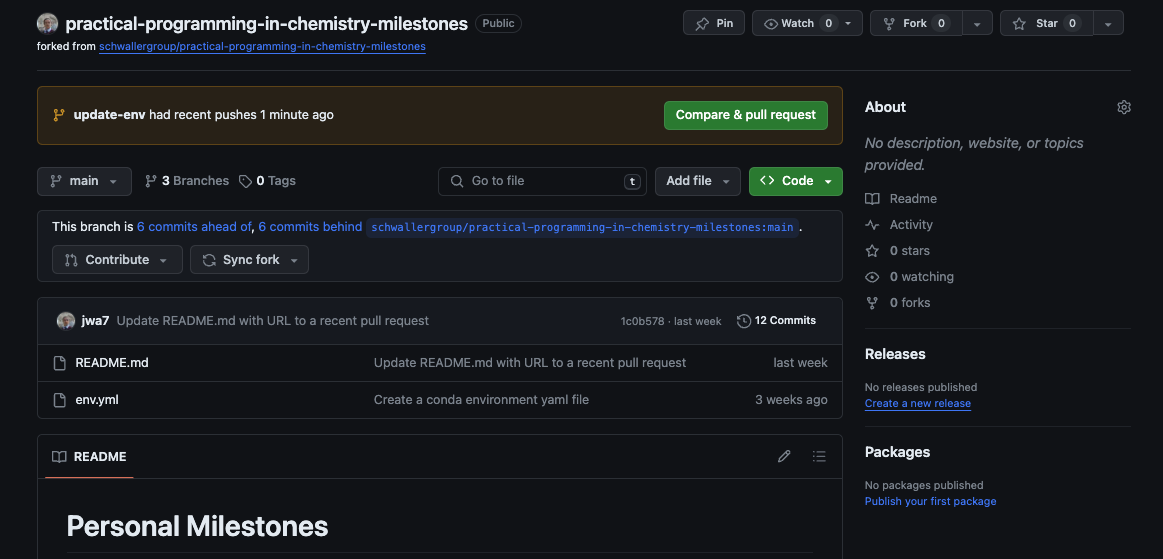 practical-programming-in-chemistry-milestones Public
Pin
Watch 0
Fork 0
Star 0
forked from schwallergroup/practical-programming-in-chemistry-milestones
update-env had recent pushes 1 minute ago
Compare & pull request
main
3 Branches
0 Tags
Go to file
t
Add file
<> Code
This branch is 6 commits ahead of, 6 commits behind schwallergroup/practical-programming-in-chemistry-milestones:main .
Contribute
Sync fork
jwa7 Update README.md with URL to a recent pull request
1c0b578 · last week
12 Commits
README.md Update README.md with URL to a recent pull request last week
env.yml Create a conda environment yaml file 3 weeks ago
README
Personal Milestones
About
No description, website, or topics
provided.
Readme
Activity
0 stars
0 watching
0 forks
Releases
No releases published
Create a new release
Packages
No packages published
Publish your first package